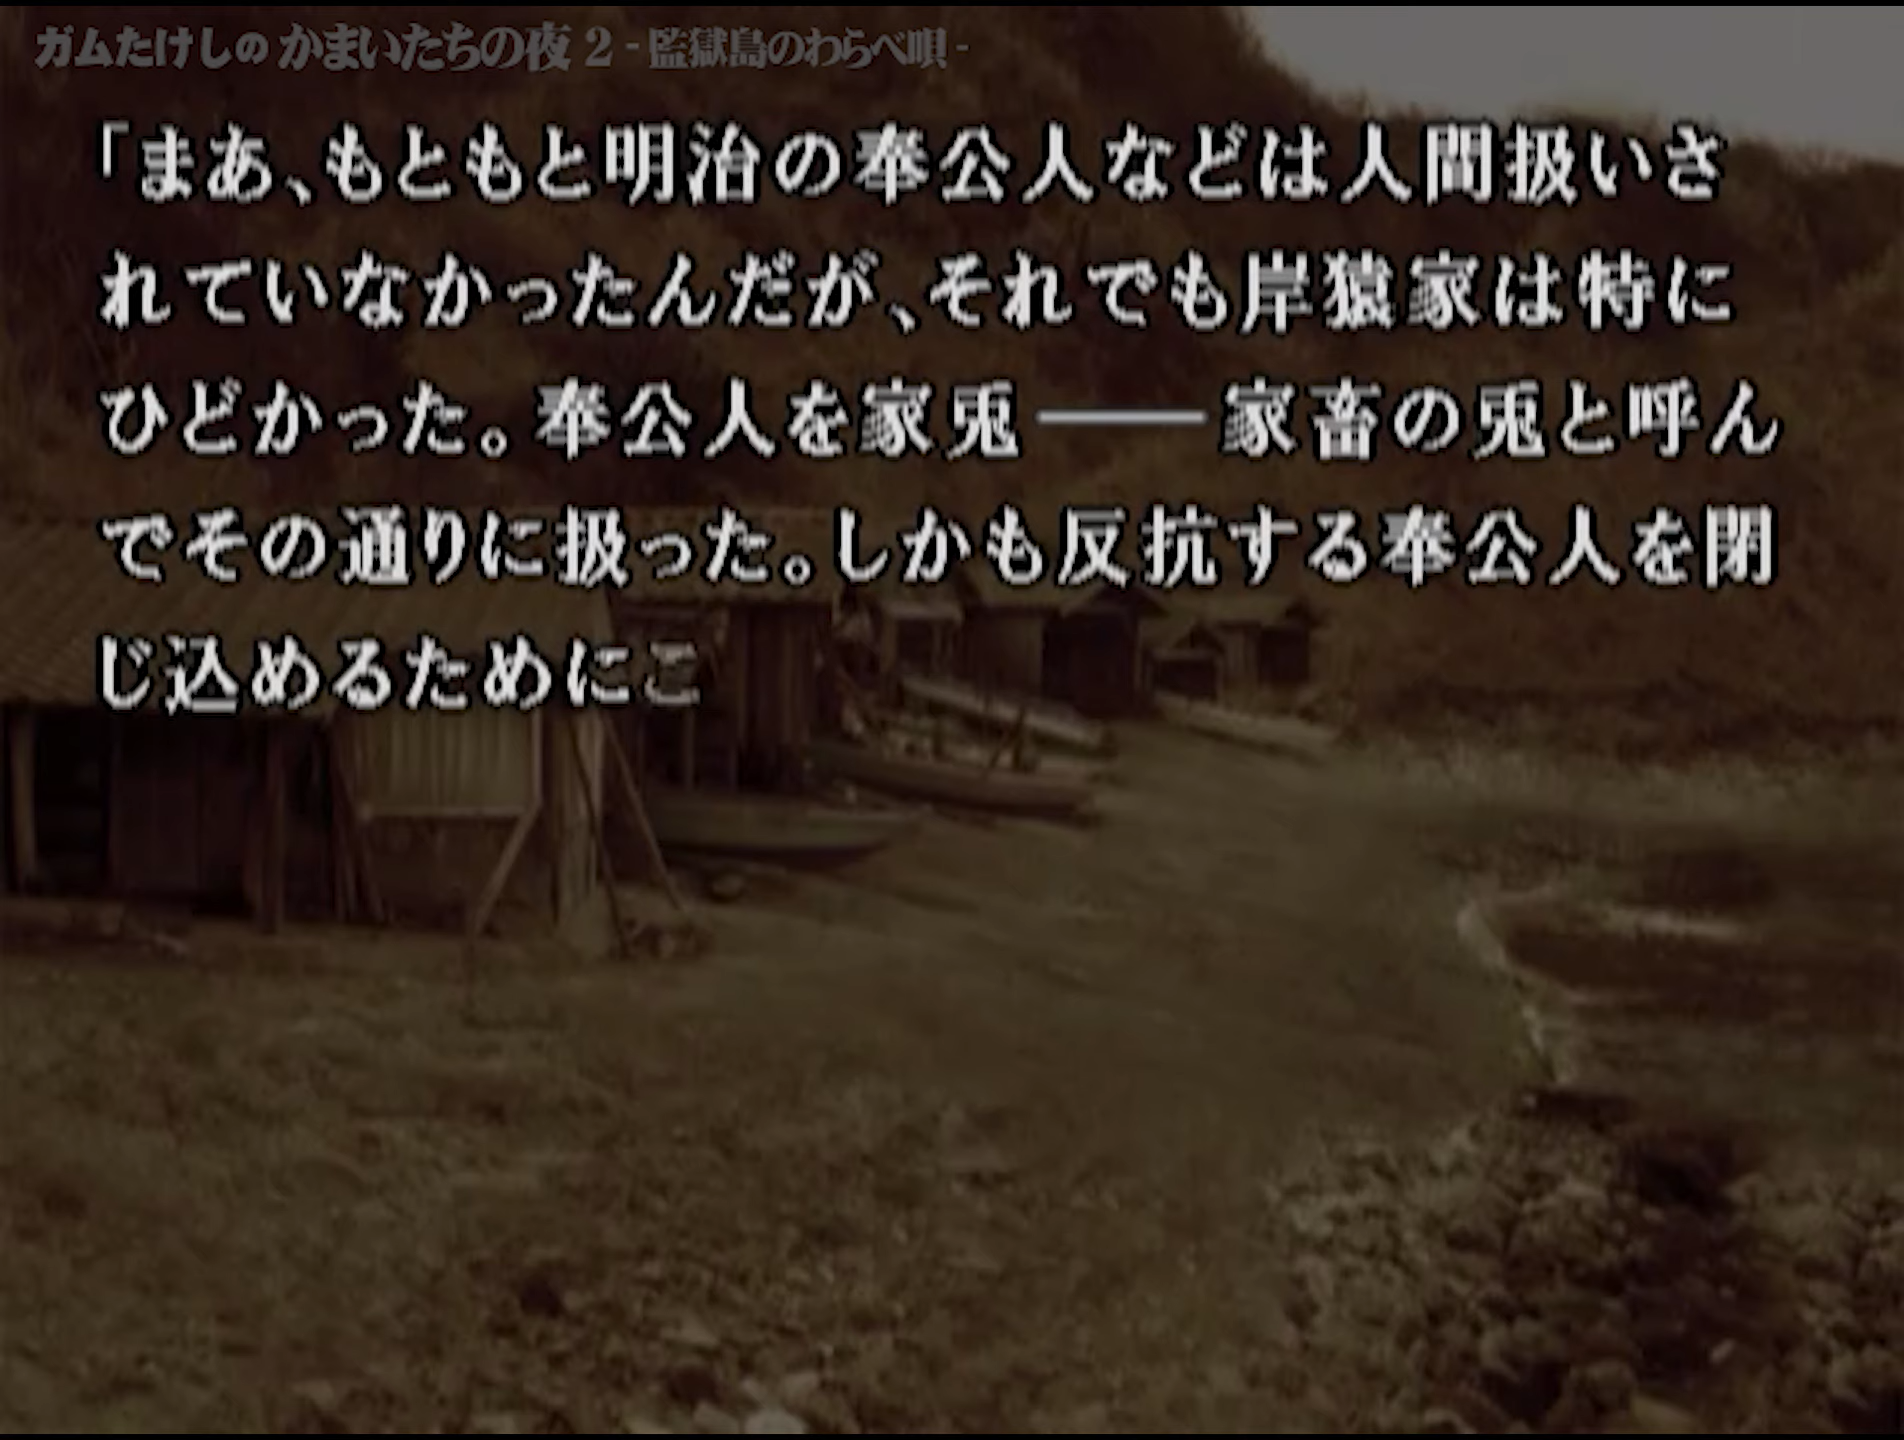 ガムたけしの かまいたちの夜 2 - 監獄島のわらべ唄 -
「まあ、もともと明治の奉公人などは人間扱いさ
れていなかったんだが、それでも岸猿家は特に
ひどかった。奉公人を家兎――家畜の兎と呼ん
でその通りに扱った。しかも反抗する奉公人を閉
じ込めるためにこ